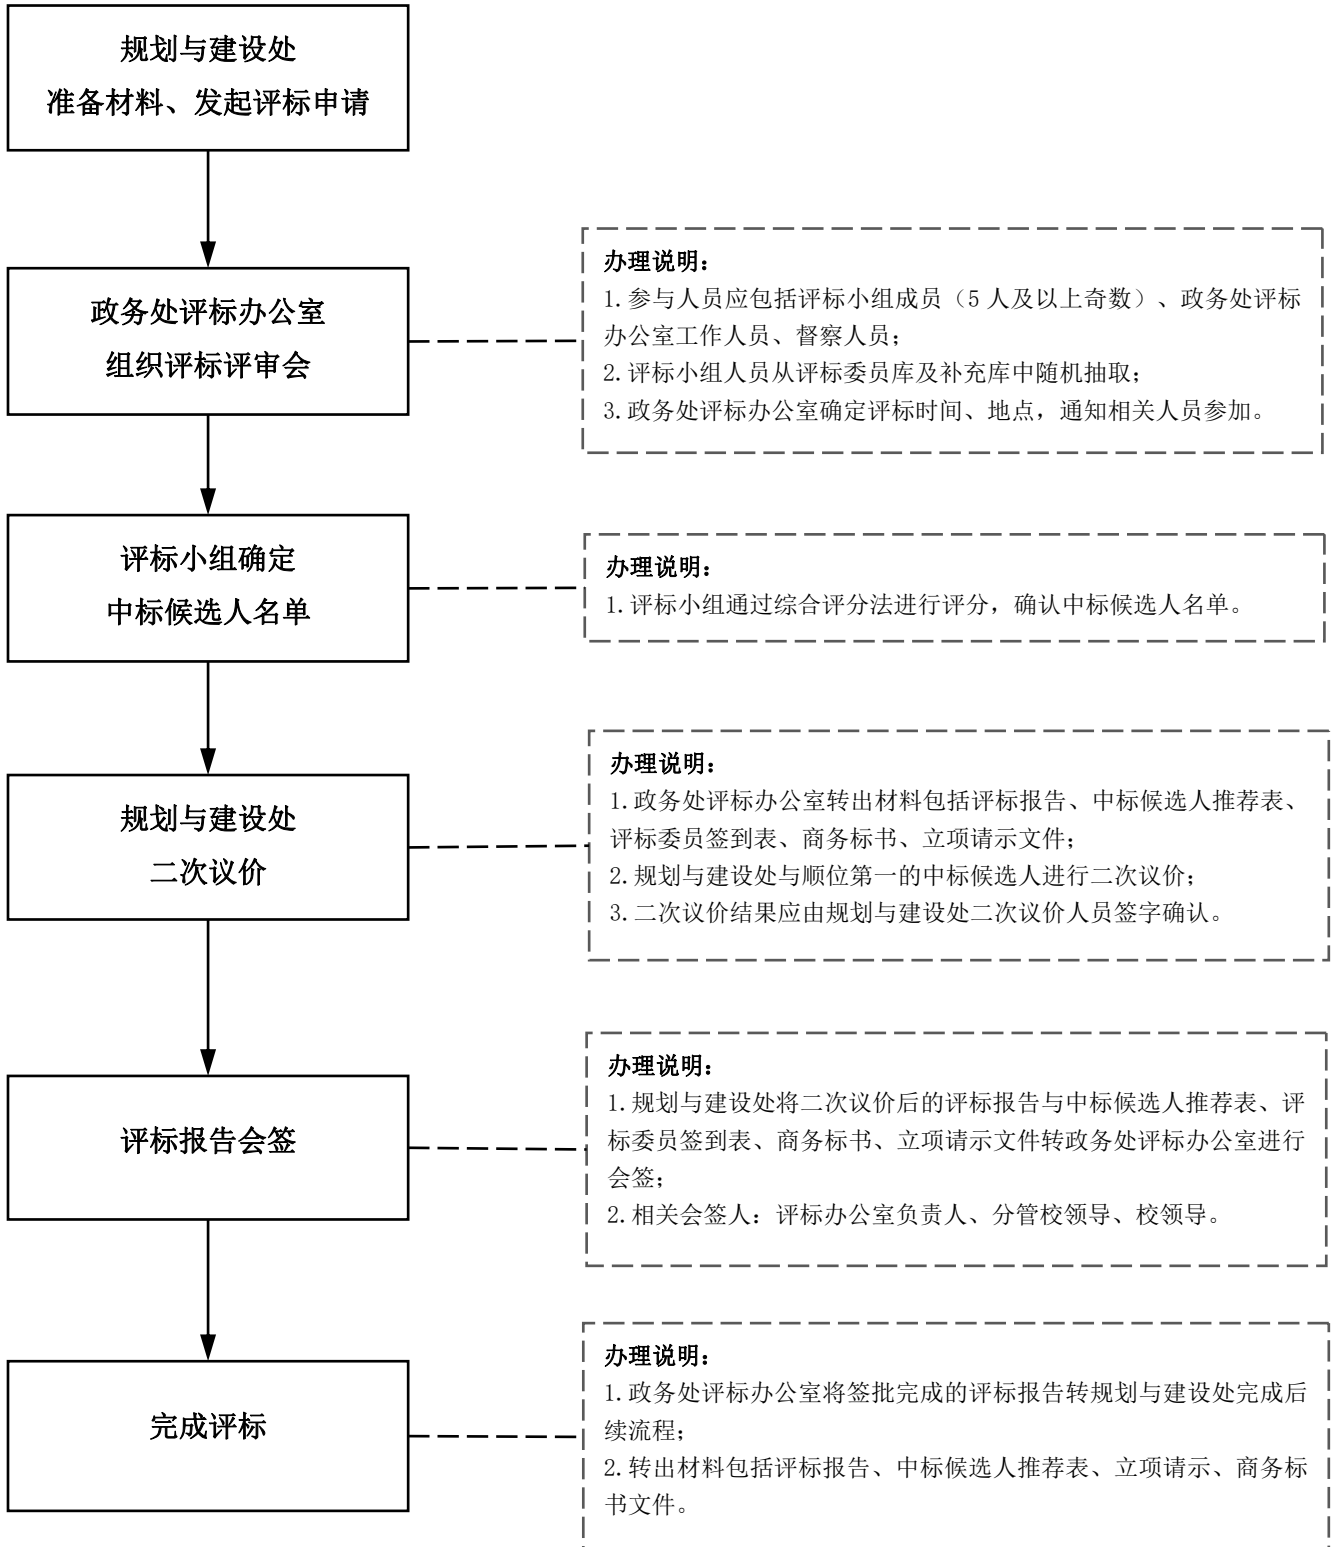 规划与建设处
准备材料、发起评标申请
政务处评标办公室
组织评标评审会
办理说明：
1.参与人员应包括评标小组成员（5 人及以上奇数）、政务处评标
办公室工作人员、督察人员；
2.评标小组人员从评标委员库及补充库中随机抽取；
3.政务处评标办公室确定评标时间、地点，通知相关人员参加。
评标小组确定
中标候选人名单
办理说明：
1.评标小组通过综合评分法进行评分，确认中标候选人名单。
规划与建设处
二次议价
办理说明：
1.政务处评标办公室转出材料包括评标报告、中标候选人推荐表、
评标委员签到表、商务标书、立项请示文件；
2.规划与建设处与顺位第一的中标候选人进行二次议价；
3.二次议价结果应由规划与建设处二次议价人员签字确认。
评标报告会签
办理说明：
1.规划与建设处将二次议价后的评标报告与中标候选人推荐表、评
标委员签到表、商务标书、立项请示文件转政务处评标办公室进行
会签；
2.相关会签人：评标办公室负责人、分管校领导、校领导。
完成评标
办理说明：
1.政务处评标办公室将签批完成的评标报告转规划与建设处完成后
续流程；
2.转出材料包括评标报告、中标候选人推荐表、立项请示、商务标
书文件。